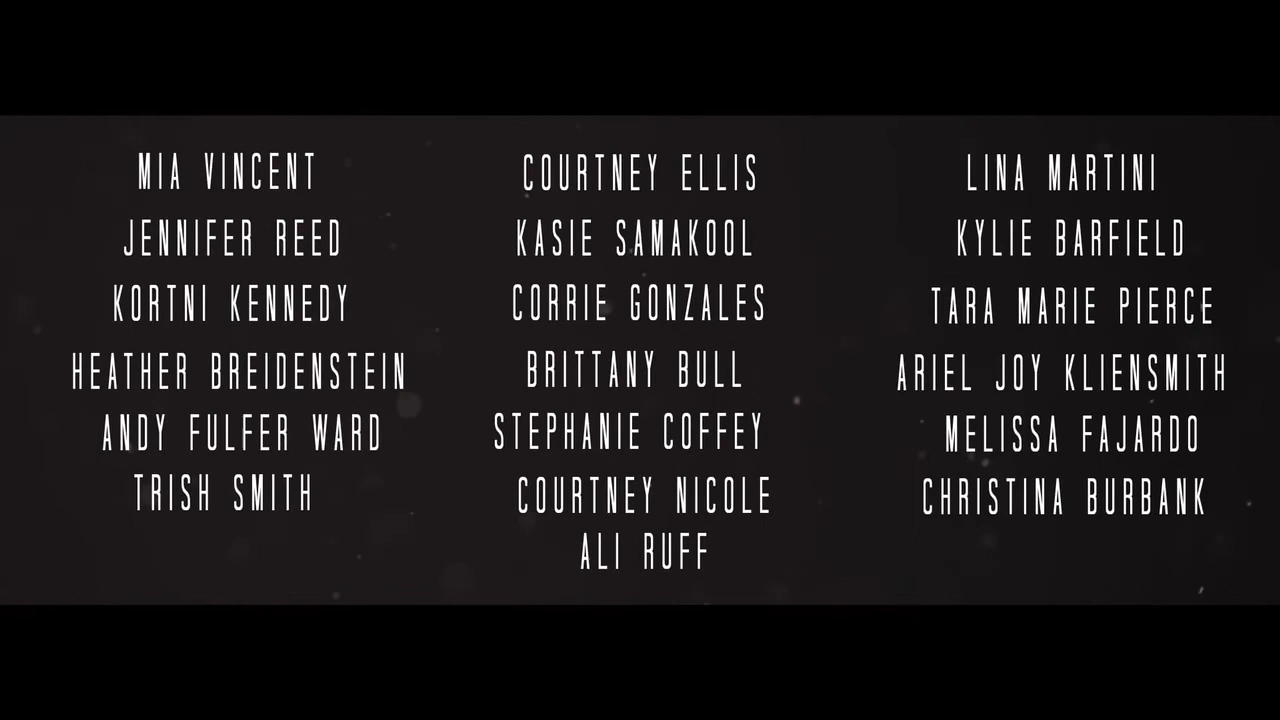 MIA VINCENT
JENNIFER REED
KORTNI KENNEDY
HEATHER BREIDENSTEIN
ANDY FULFER WARD
TRISH SMITH
COURTNEY ELLIS
KASIE SAMAKOOL
CORRIE GONZALES
BRITTANY BULL
STEPHANIE COFFEY
COURTNEY NICOLE
ALI RUFF
LINA MARTINI
KYLIE BARFIELD
TARA MARIE PIERCE
ARIEL JOY KLIENSMITH
MELISSA FAJARDO
CHRISTINA BURBANK